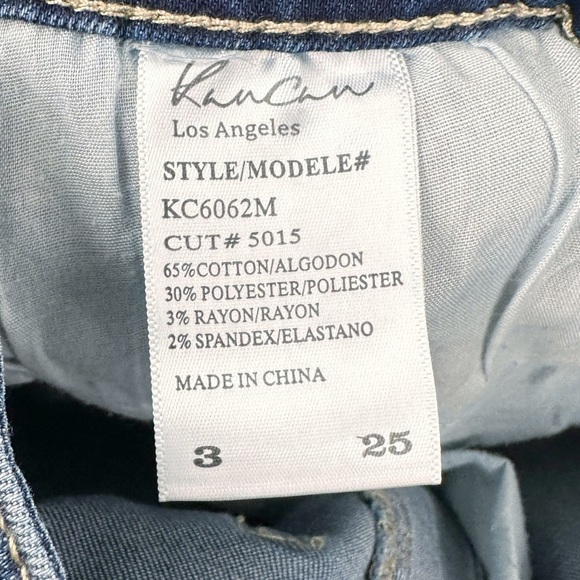 KanCan
Los Angeles
STYLE/MODELE#
KC6062M
CUT# 5015
65%COTTON/ALGODON
30% POLYESTER/POLIESTER
3% RAYON/RAYON
2% SPANDEX/ELASTANO
MADE IN CHINA
3 25